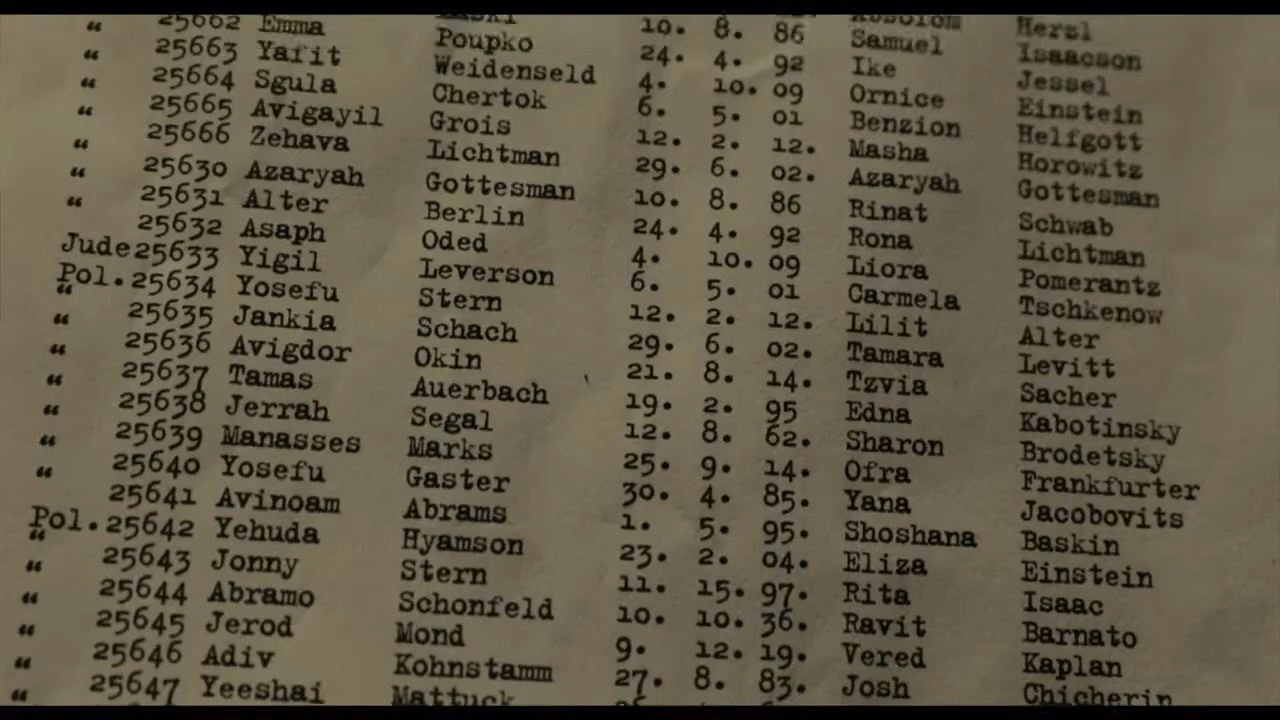 Herzl
10. 8. 86 Samuel Isaacson
“ 25662 Emma Poupko 24. 4. 92 Ike Jessel
“ 25663 Yafit Weidenseld 4. 10. 09 Ornice Einstein
“ 25664 Sgula Chertok 6. 5. 01 Benzion Helfgott
“ 25665 Avigayil Grois 12. 2. 12. Masha Horowitz
“ 25666 Zehava Lichtman 29. 6. 02. Azaryah Gottesman
“ 25630 Azaryah Gottesman 10. 8. 86 Rinat Schwab
“ 25631 Alter Berlin 24. 4. 92 Rona Lichtman
25632 Asaph Oded 4. 10. 09 Liora Pomerantz
Jude 25633 Yigil Leverson 6. 5. 01 Carmela Tschkenow
Pol. “ 25634 Yosefu Stern 12. 2. 12. Lilit Alter
“ 25635 Jankia Schach 29. 6. 02. Tamara Levitt
“ 25636 Avigdor Okin 21. 8. 14. Tzvia Sacher
“ 25637 Tamas Auerbach 19. 2. 95 Edna Kabotinsky
“ 25638 Jerrah Segal 12. 8. 62. Sharon Brodetsky
“ 25639 Manasses Marks 25. 9. 14. Ofra Frankfurter
“ 25640 Yosefu Gaster 30. 4. 85. Yana Jacobovits
25641 Avinoam Abrams 1. 5. 95. Shoshana Baskin
Pol. “ 25642 Yehuda Hyamson 23. 2. 04. Eliza Einstein
“ 25643 Jonny Stern 11. 15. 97. Rita Isaac
“ 25644 Abramo Schonfeld 10. 10. 36. Ravit Barnato
“ 25645 Jerod Mond 9. 12. 19. Vered Kaplan
“ 25646 Adiv Kohnstamm 27. 8. 83. Josh Chicherin
“ 25647 Yeeshai Mattuck